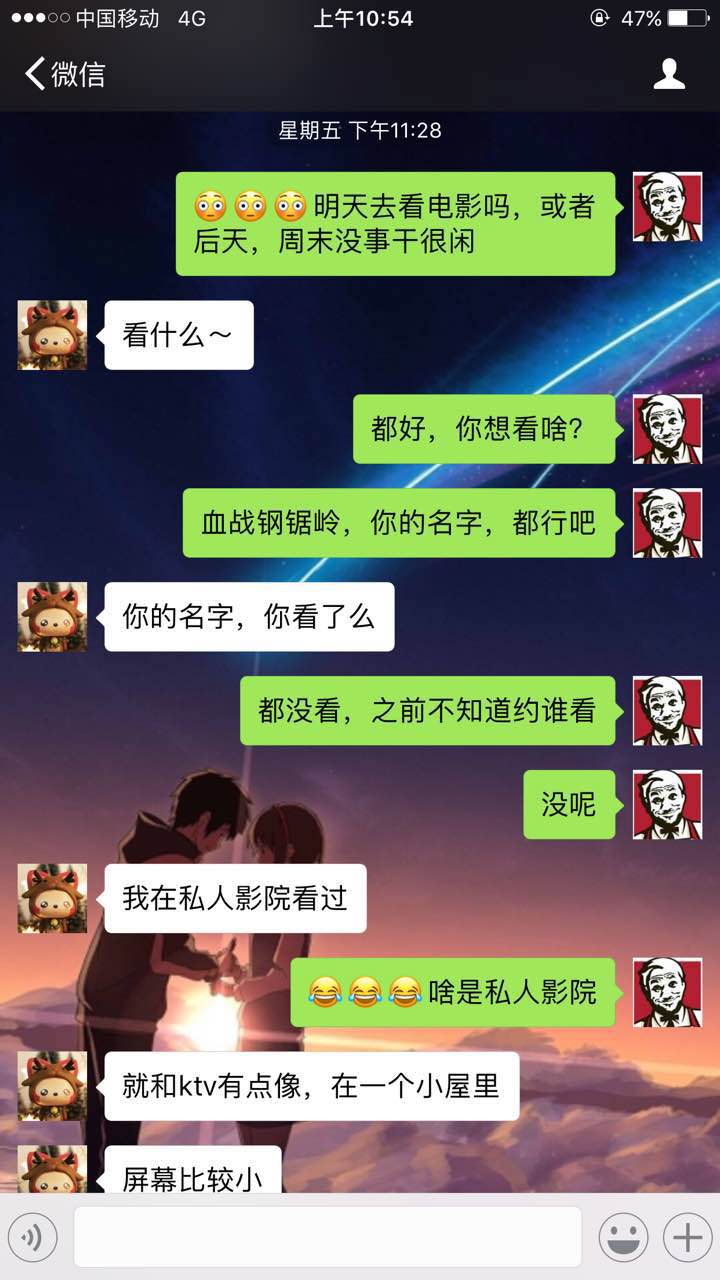 中国移动 4G 上午10:54 47%
微信
星期五 下午11:28
😳😳😳明天去看电影吗，或者
后天，周末没事干很闲
看什么～
都好，你想看啥？
血战钢锯岭，你的名字，都行吧
你的名字，你看了么
都没看，之前不知道约谁看
没呢
我在私人影院看过
😂😂😂啥是私人影院
就和ktv有点像，在一个小屋里
屏幕比较小